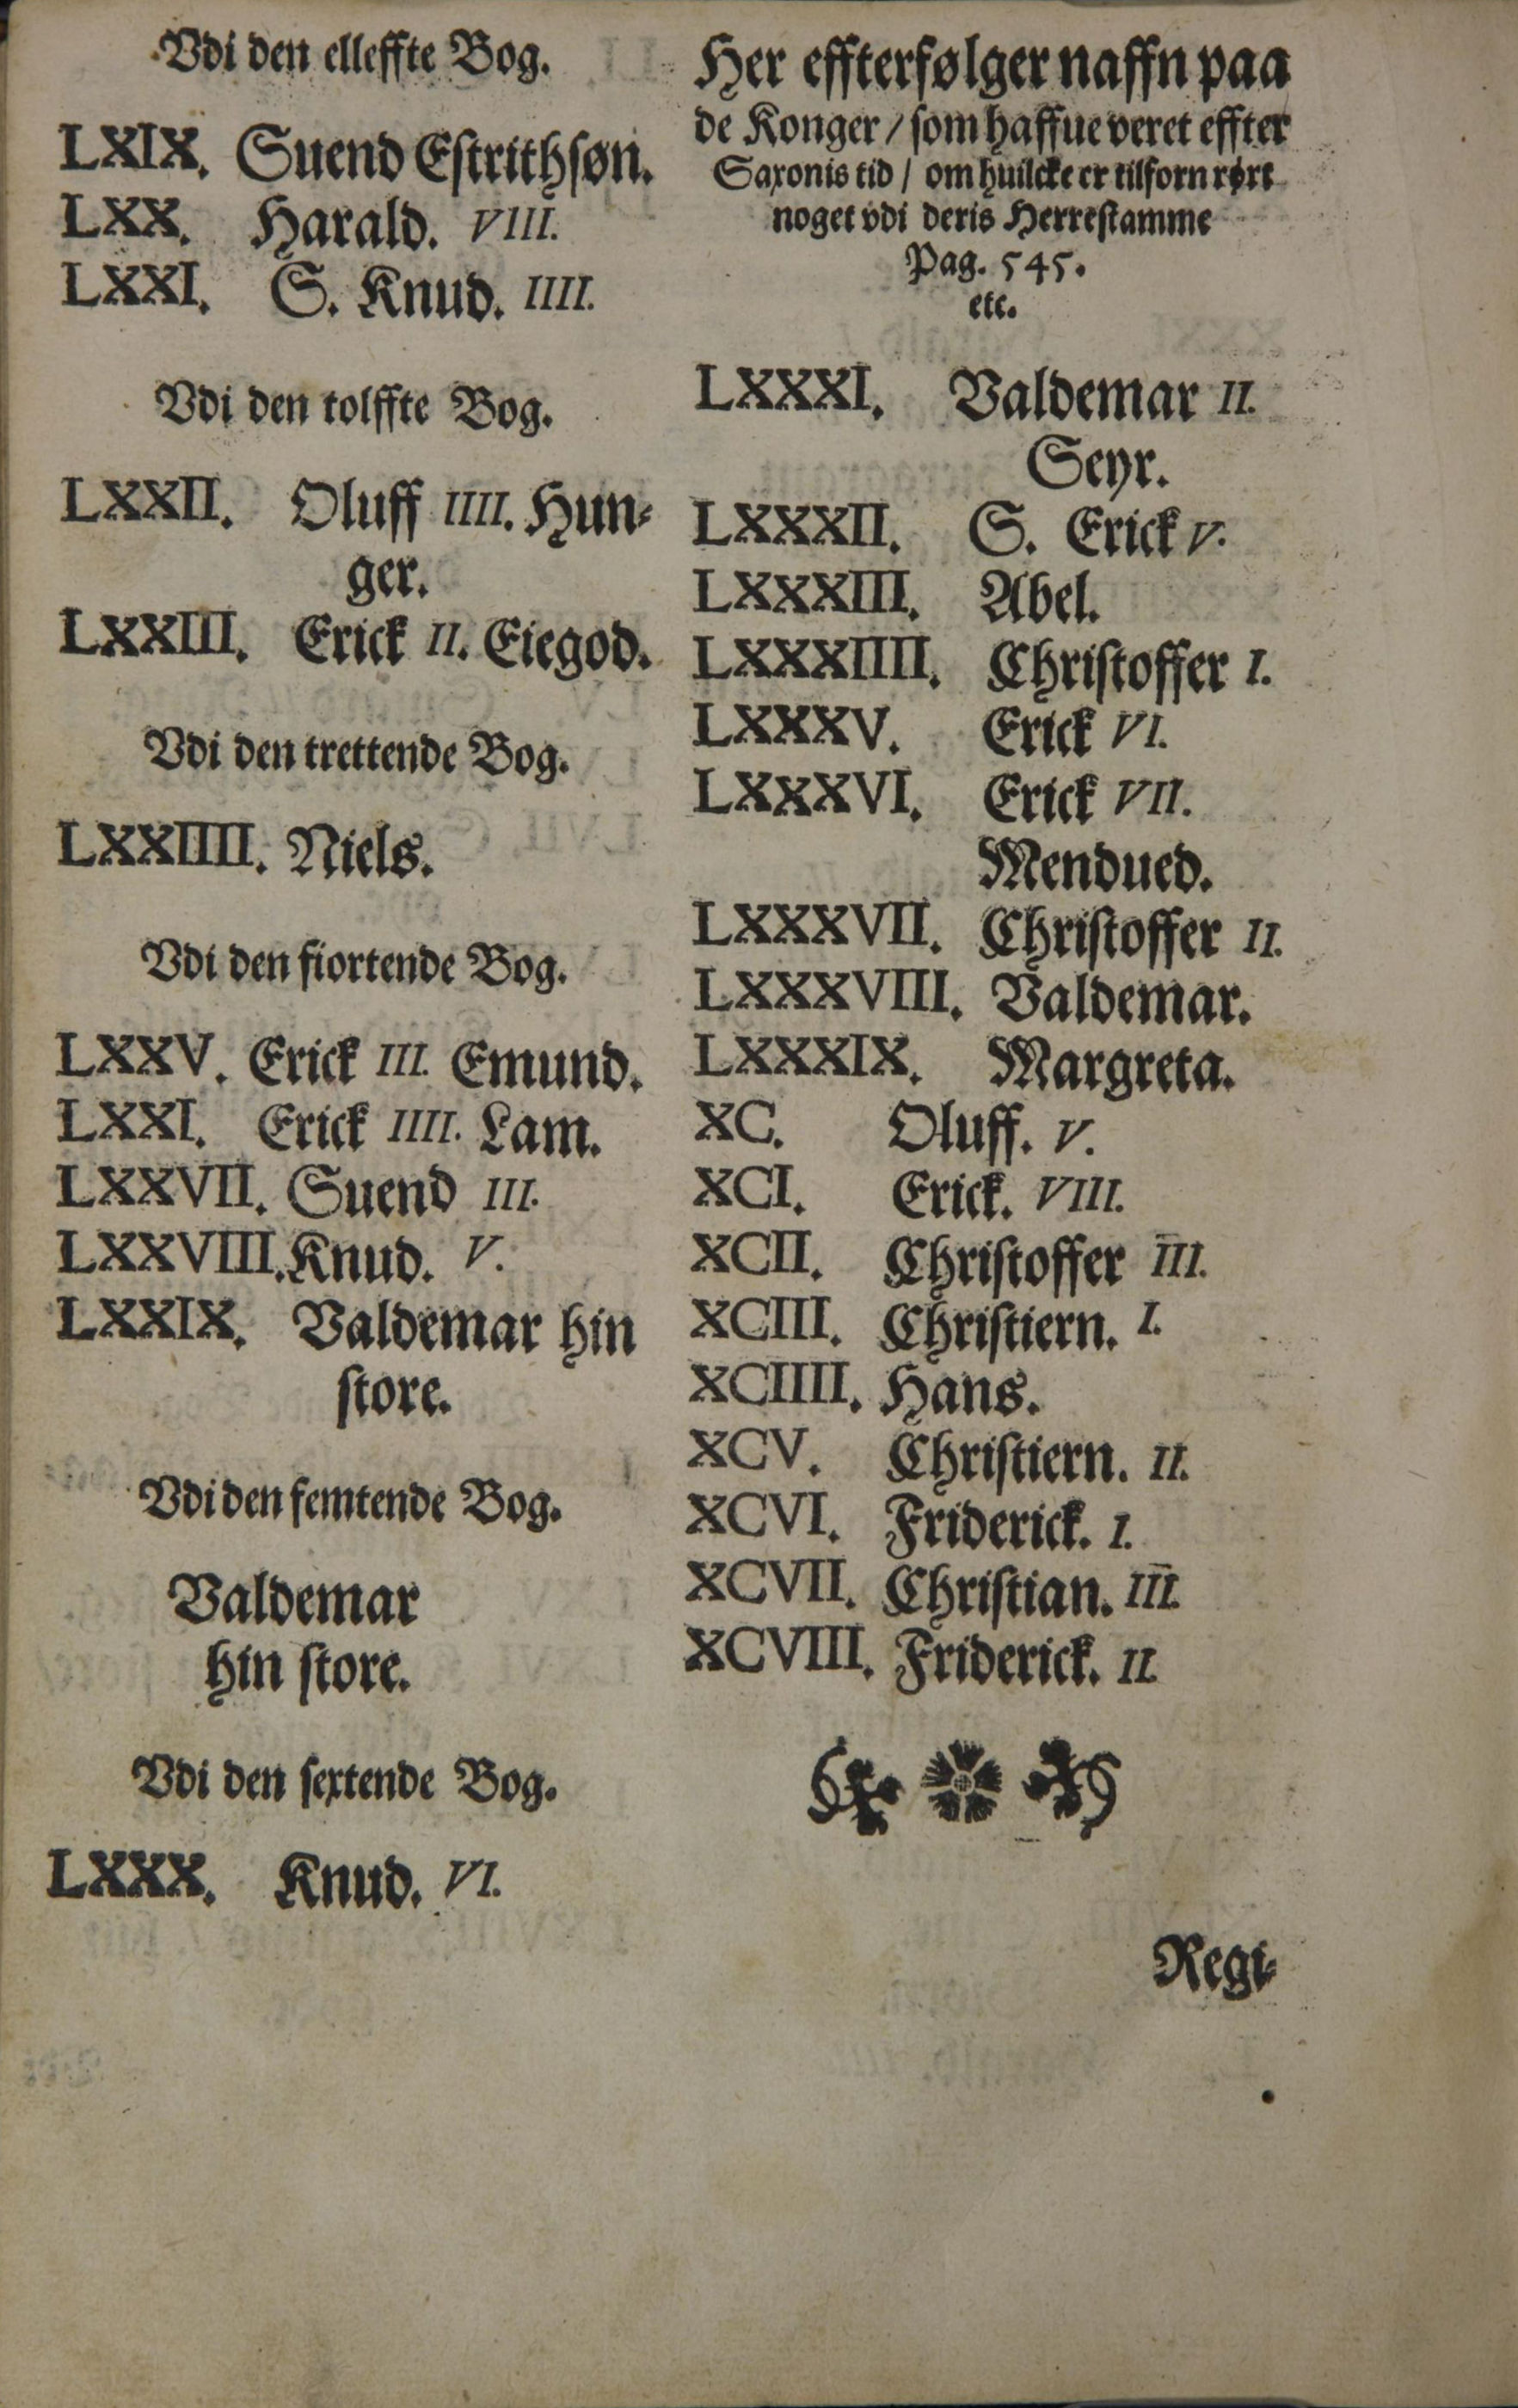 Vdi den elleffte Bog.
LXIX. Suend Estrithsøn.
LXX. Harald. VIII.
LXXI. S. Knud. IIII.
Vdi den tolffte Bog.
LXXII. Oluff IIII. Hun-
ger.
LXXIII. Erick II. Eiegod.
Vdi den trettende Bog.
LXXIIII. Niels.
Vdi den fiortende Bog.
LXXV. Erick III. Emund.
LXXI. Erick IIII. Lam.
LXXVII. Suend III.
LXXVIII. Knud. V.
LXXIX. Valdemar hin
store.
Vdi den femtende Bog.
Valdemar
hin store.
Vdi den sextende Bog.
LXXX. Knud. VI.
Her effterfølger naffn paa
de Konger / som haffue veret effter
Saxonis tid / om huilcke er tilforn rørt
noget vdi deris Herrestamme
Pag. 545.
etc.
LXXXI. Valdemar II.
Seyr.
LXXXII. S. Erick V.
LXXXIII. Abel.
LXXXIIII. Christoffer I.
LXXXV. Erick VI.
LXXXVI. Erick VII.
Mendued.
LXXXVII. Christoffer II.
LXXXVIII. Valdemar.
LXXXIX. Margreta.
XC. Oluff. V.
XCI. Erick. VIII.
XCII. Christoffer III.
XCIII. Christiern. I.
XCIIII. Hans.
XCV. Christiern. II.
XCVI. Friderick. I.
XCVII. Christian. III.
XCVIII. Friderick. II.
Regi-